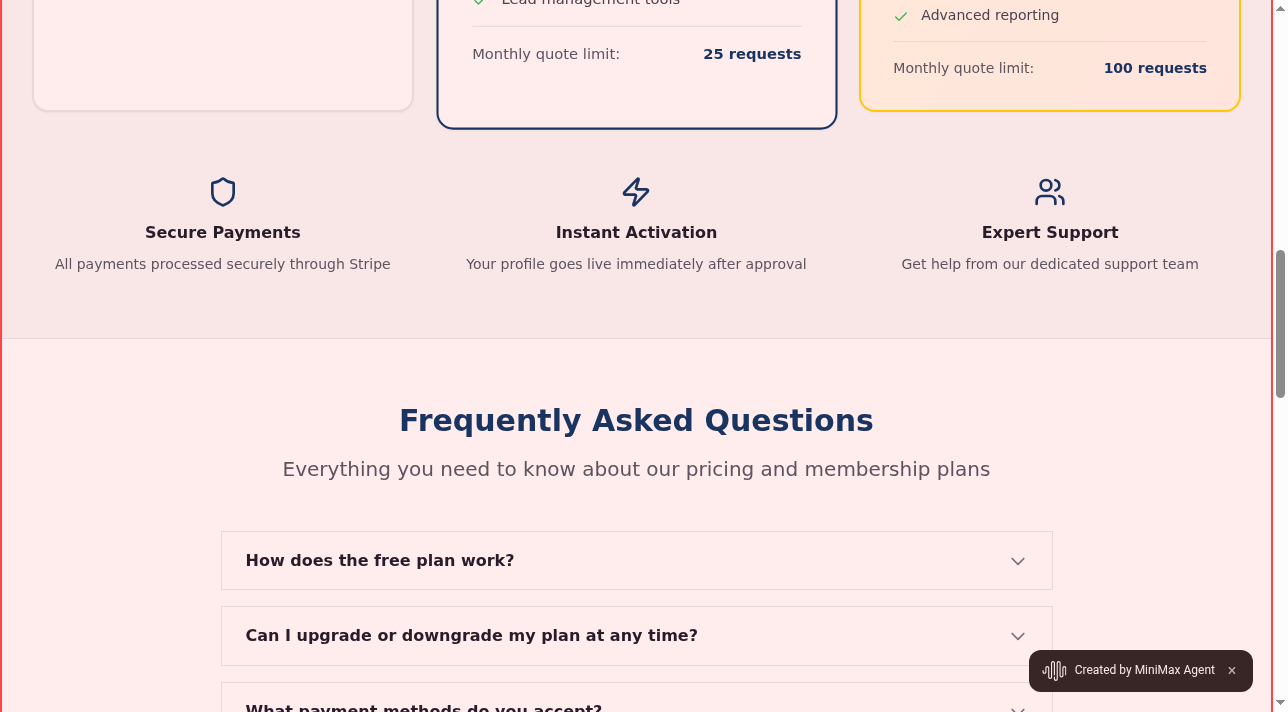 Lead management tools
Monthly quote limit: 25 requests
Advanced reporting
Monthly quote limit: 100 requests
Secure Payments
All payments processed securely through Stripe
Instant Activation
Your profile goes live immediately after approval
Expert Support
Get help from our dedicated support team
Frequently Asked Questions
Everything you need to know about our pricing and membership plans
How does the free plan work?
Can I upgrade or downgrade my plan at any time?
What payment methods do you accept?
Created by MiniMax Agent ×